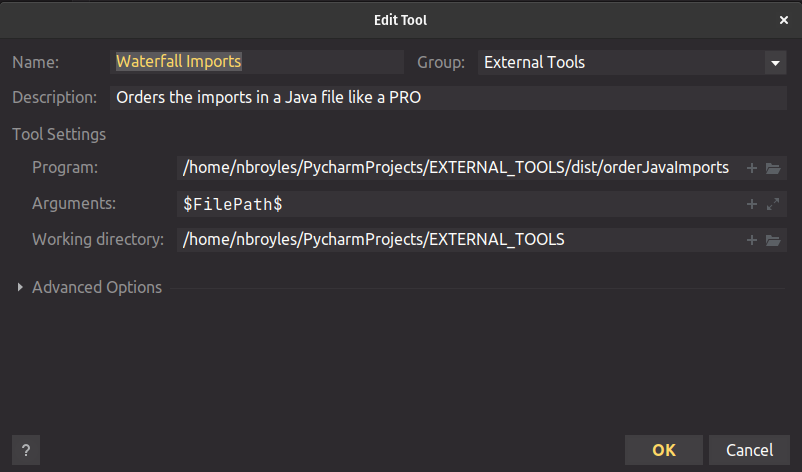 Edit Tool
Name: Waterfall Imports Group: External Tools
Description: Orders the imports in a Java file like a PRO
Tool Settings
Program: /home/nbroyles/PycharmProjects/EXTERNAL_TOOLS/dist/orderJavaImports
Arguments: $FilePath$
Working directory: /home/nbroyles/PycharmProjects/EXTERNAL_TOOLS
Advanced Options
? OK Cancel